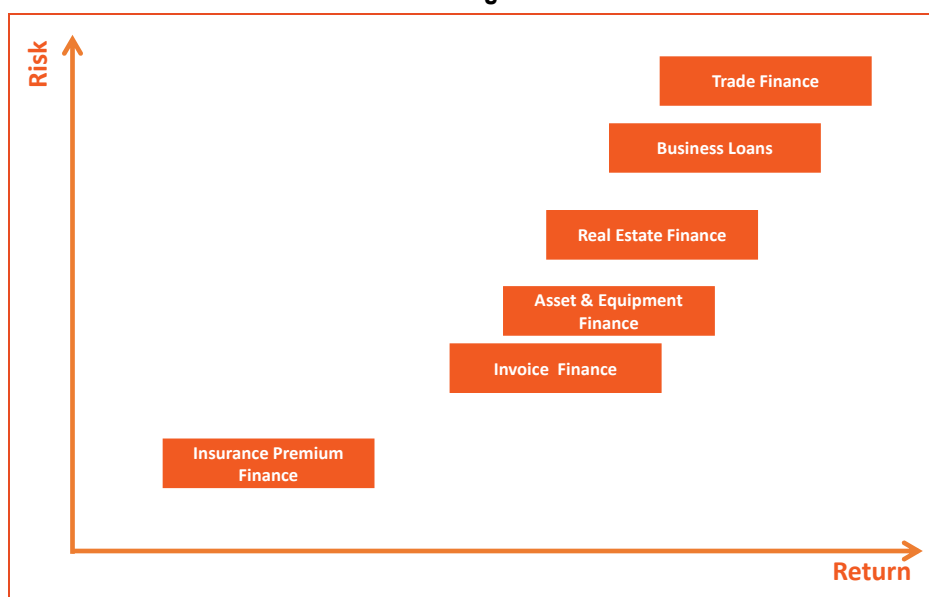 g
Risk
Trade Finance
Business Loans
Real Estate Finance
Asset & Equipment
Finance
Invoice Finance
Insurance Premium
Finance
Return